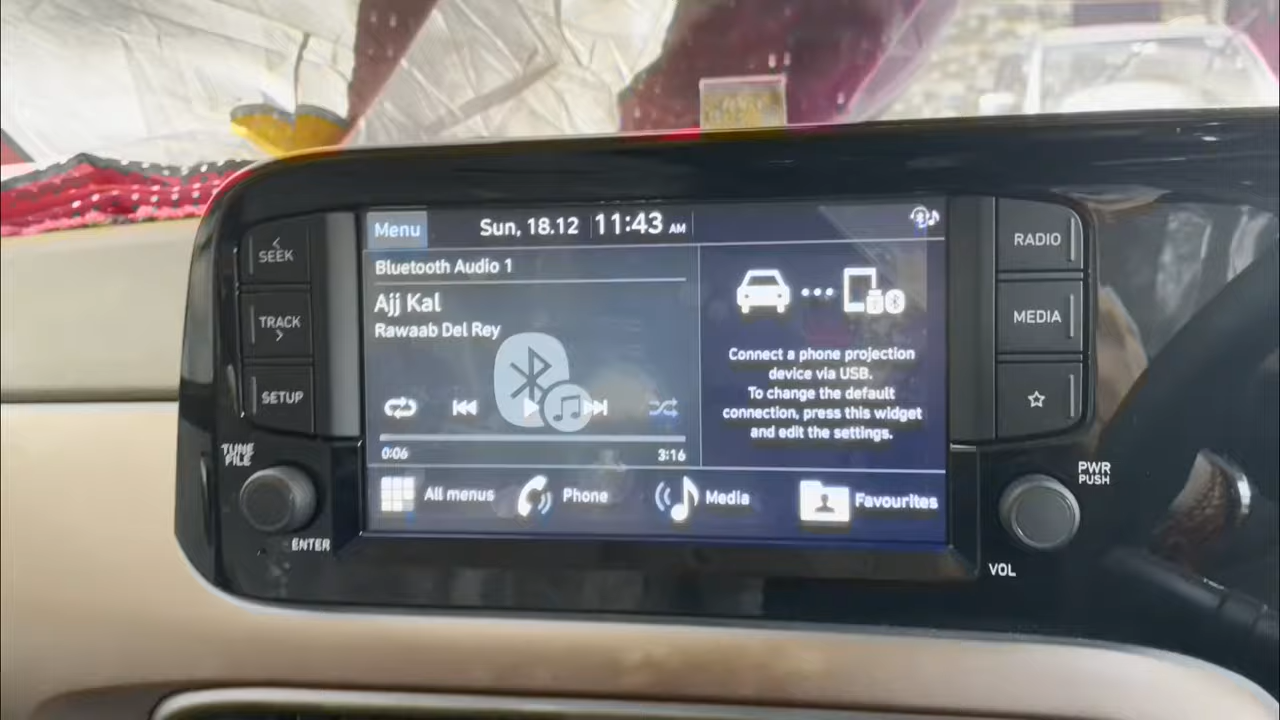 SEEK
TRACK
SETUP
TUNE
FILE
ENTER
Menu
Sun, 18.12
11:43 AM
Bluetooth Audio 1
Ajj Kal
Rawaab Del Rey
0:06
3:16
Connect a phone projection
device via USB.
To change the default
connection, press this widget
and edit the settings.
All menus
Phone
Media
Favourites
RADIO
MEDIA
PWR
PUSH
VOL